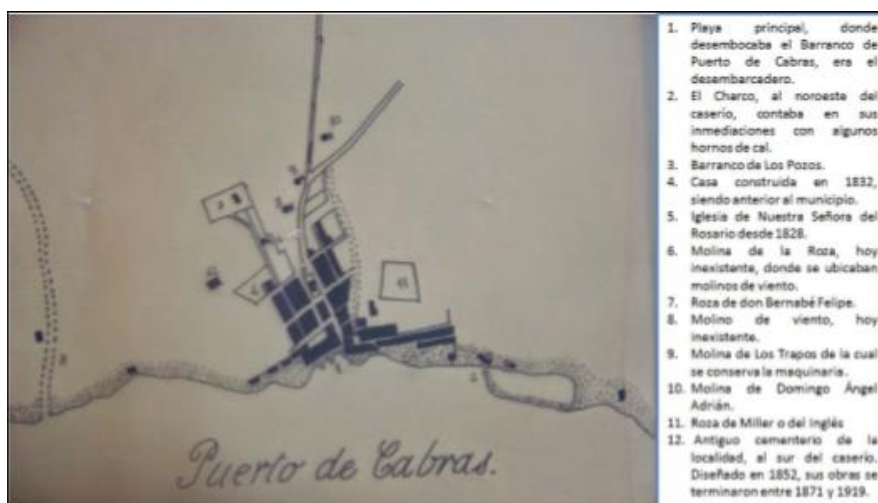 Puerto de Cabras.
1. Playa principal, donde
desembocaba el Barranco de
Puerto de Cabras, era el
desembarcadero.
2. El Charco, al noroeste del
caserío, contaba en sus
inmediaciones con algunos
hornos de cal.
3. Barranco de Los Pozos.
4. Casa construida en 1832,
siendo anterior al municipio.
5. Iglesia de Nuestra Señora del
Rosario desde 1828.
6. Molina de la Roza, hoy
inexistente, donde se ubicaban
molinos de viento.
7. Roza de don Bernabé Felipe.
8. Molino de viento, hoy
inexistente.
9. Molina de Los Trapos de la cual
se conserva la maquinaria.
10. Molina de Domingo Ángel
Adrián.
11. Roza de Miller o del Inglés
12. Antiguo cementerio de la
localidad, al sur del caserío.
Diseñado en 1852, sus obras se
terminaron entre 1871 y 1919.